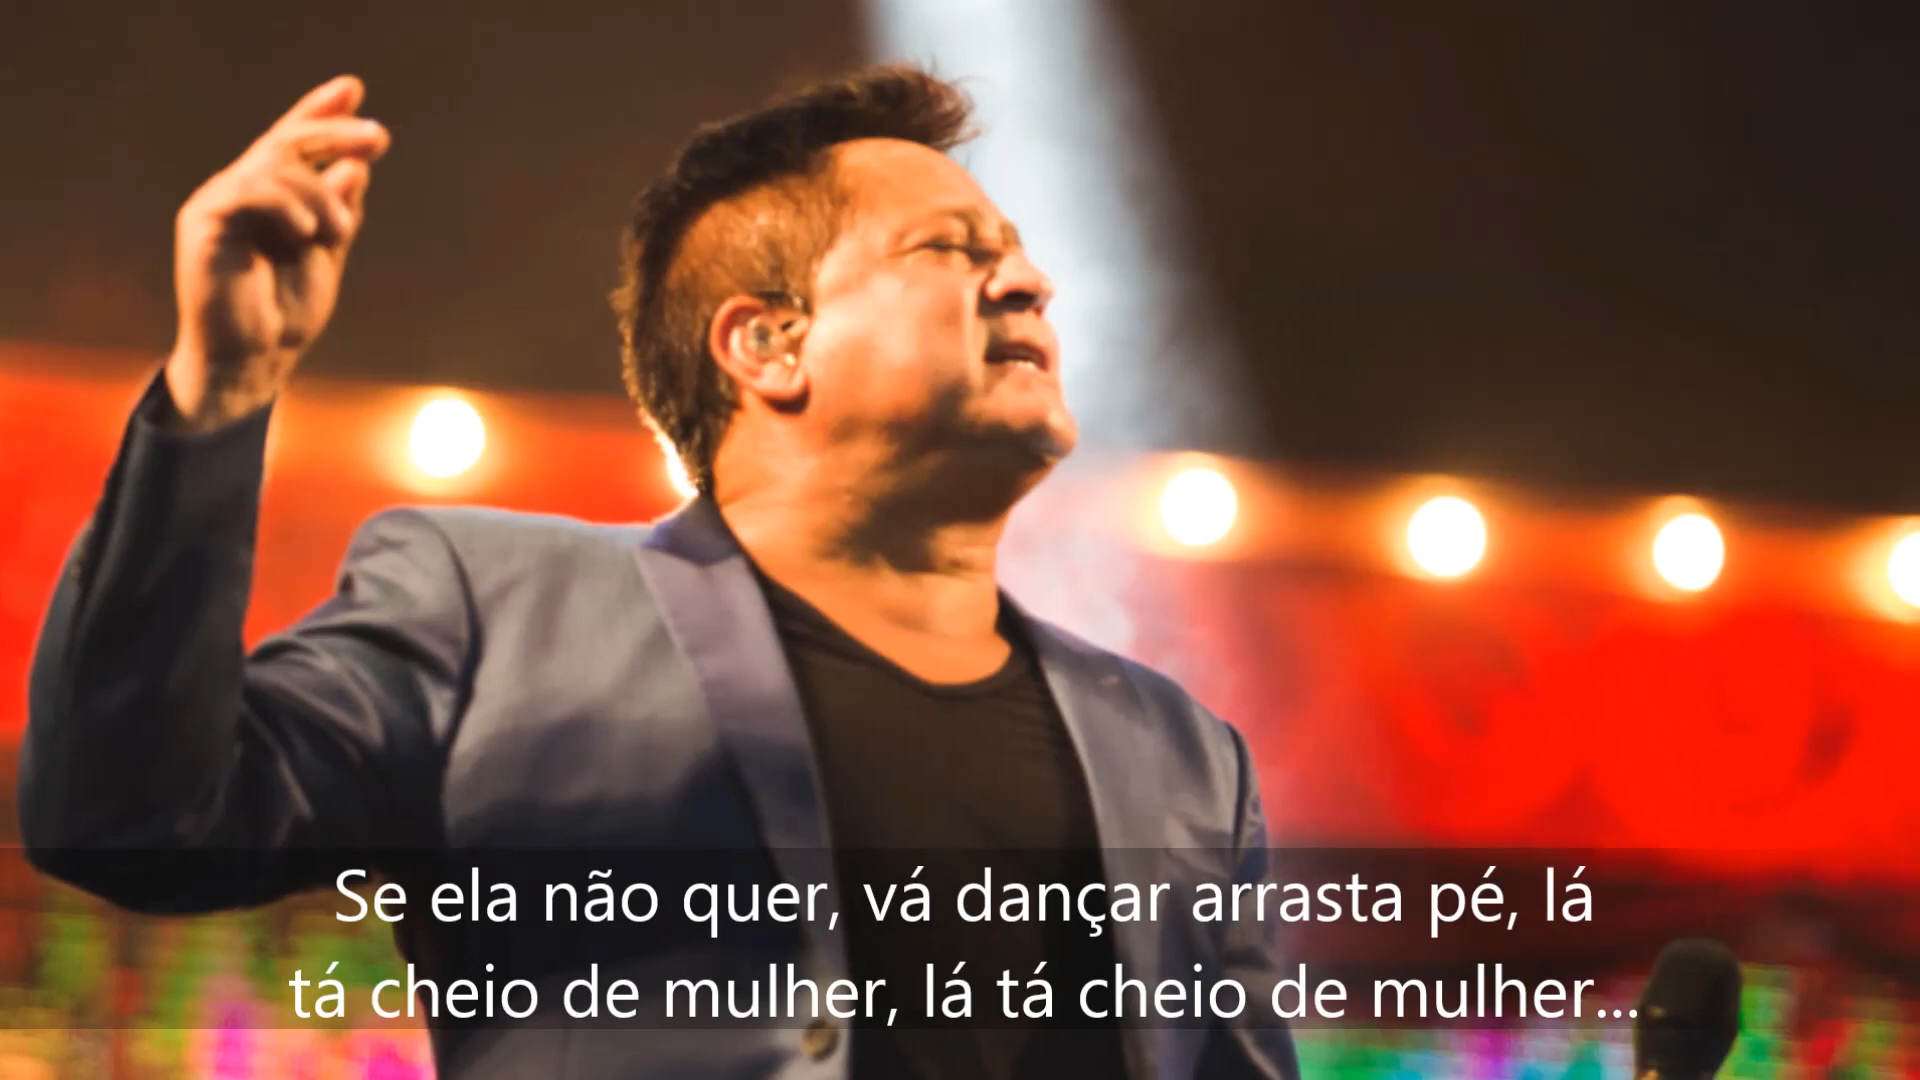 Se ela não quer, vá dançar arrasta pé, lá
tá cheio de mulher, lá tá cheio de mulher...